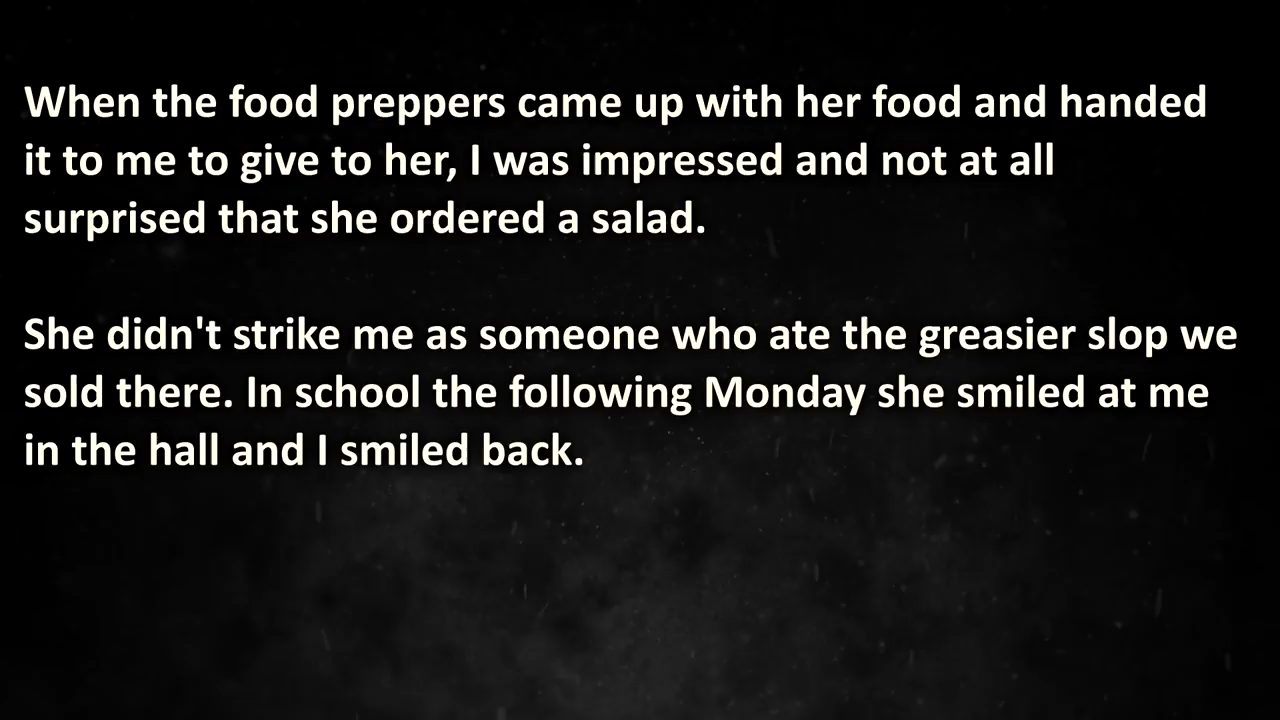 When the food preppers came up with her food and handed
it to me to give to her, I was impressed and not at all
surprised that she ordered a salad.
She didn't strike me as someone who ate the greasier slop we
sold there. In school the following Monday she smiled at me
in the hall and I smiled back.